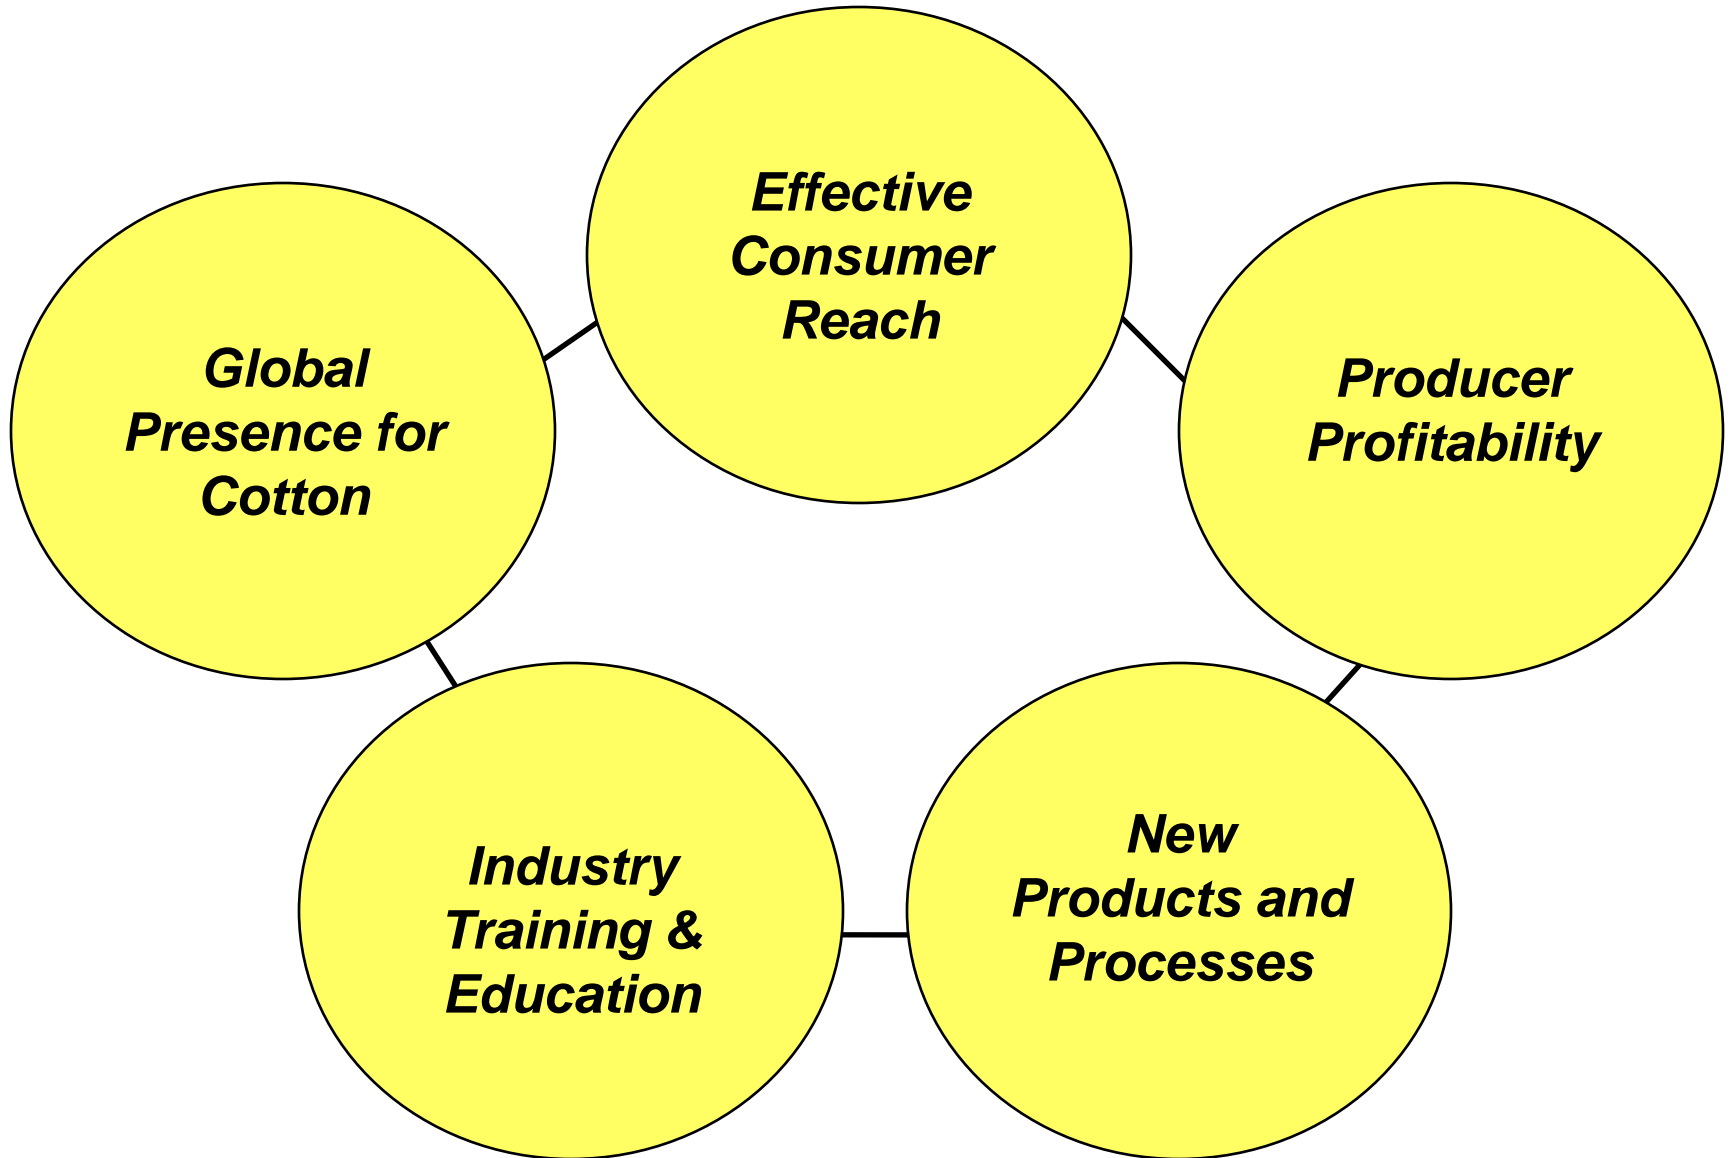 Effective
Consumer
Reach
Global
Presence for
Cotton
Producer
Profitability
Industry
Training &
Education
New
Products and
Processes